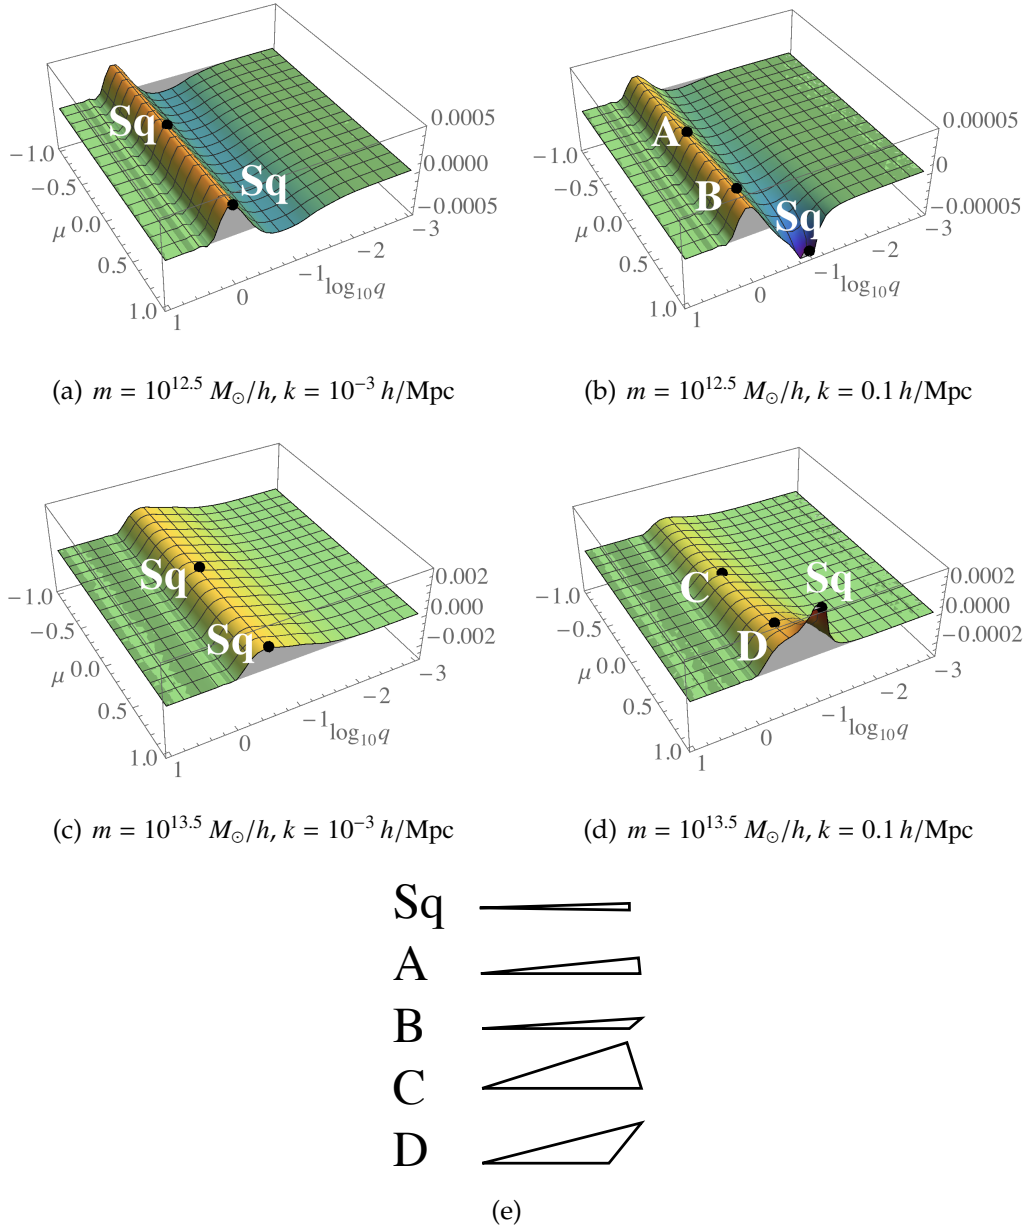 Sq
Sq
0.0005
0.0000
−0.0005
−1.0
−0.5
μ 0.0
0.5
1.0
1
0
−1
log₁₀q
−2
−3
A
B
Sq
0.00005
0
−0.00005
−1.0
−0.5
μ 0.0
0.5
1.0
1
0
−1
log₁₀q
−2
−3
(a) m = 10^12.5 M⊙/h, k = 10^−3 h/Mpc
(b) m = 10^12.5 M⊙/h, k = 0.1 h/Mpc
Sq
Sq
0.002
0.000
−0.002
−1.0
−0.5
μ 0.0
0.5
1.0
1
0
−1
log₁₀q
−2
−3
C
D
Sq
0.0002
0.0000
−0.0002
−1.0
−0.5
μ 0.0
0.5
1.0
1
0
−1
log₁₀q
−2
−3
(c) m = 10^13.5 M⊙/h, k = 10^−3 h/Mpc
(d) m = 10^13.5 M⊙/h, k = 0.1 h/Mpc
Sq
A
B
C
D
(e)